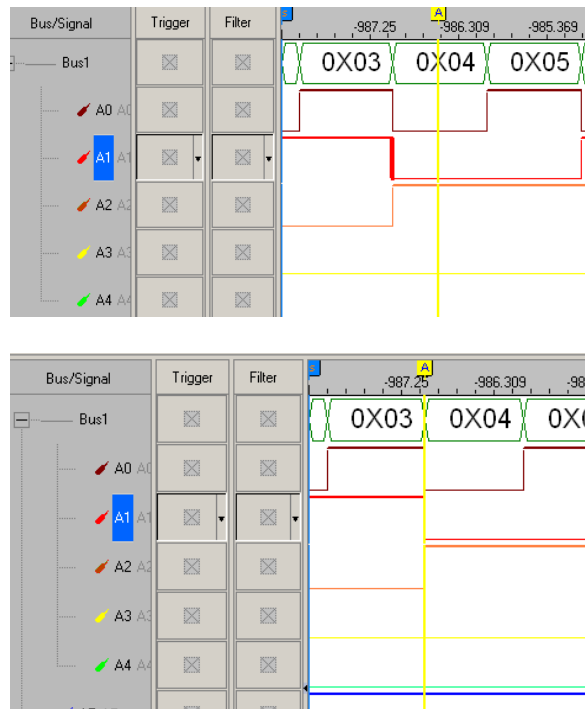 Bus/Signal Trigger Filter A
-987.25 -986.309 -985.369
Bus1 0X03 0X04 0X05
A0 A0
A1 A1
A2 A2
A3 A3
A4 A4
Bus/Signal Trigger Filter A
-987.25 -986.309 -98
Bus1 0X03 0X04 0X
A0 A0
A1 A1
A2 A2
A3 A3
A4 A4